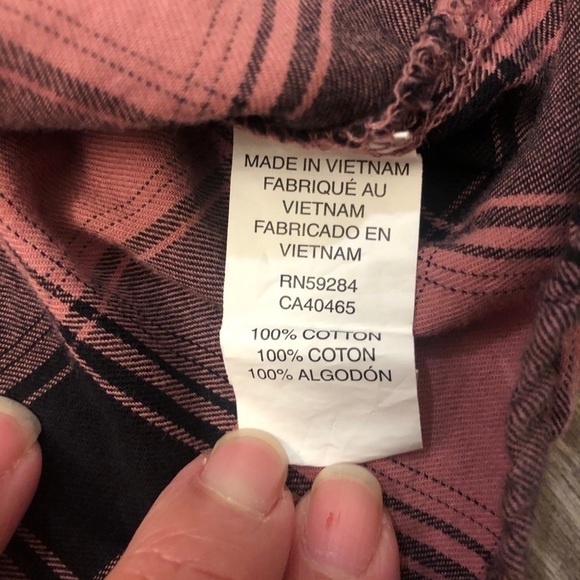 MADE IN VIETNAM
FABRIQUÉ AU
VIETNAM
FABRICADO EN
VIETNAM
RN59284
CA40465
100% COTTON
100% COTON
100% ALGODÓN